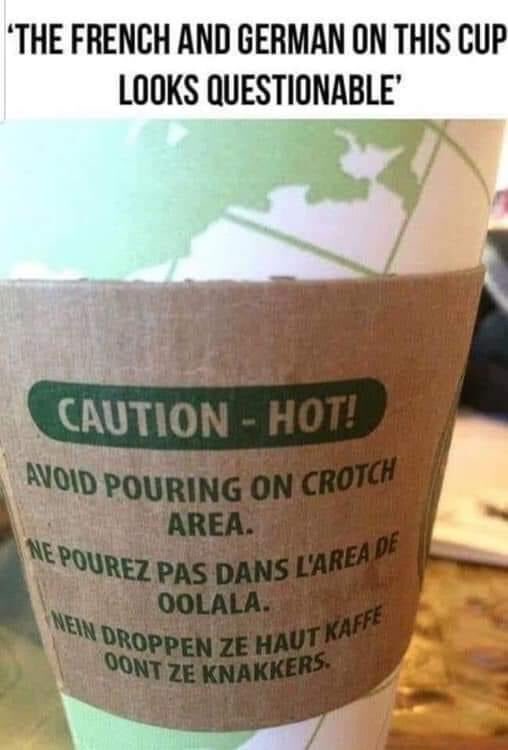 'THE FRENCH AND GERMAN ON THIS CUP
LOOKS QUESTIONABLE'
CAUTION - HOT!
AVOID POURING ON CROTCH
AREA.
NE POUREZ PAS DANS L'AREA DE
OOLALA.
NEIN DROPPEN ZE HAUT KAFFE
OONT ZE KNAKKERS.